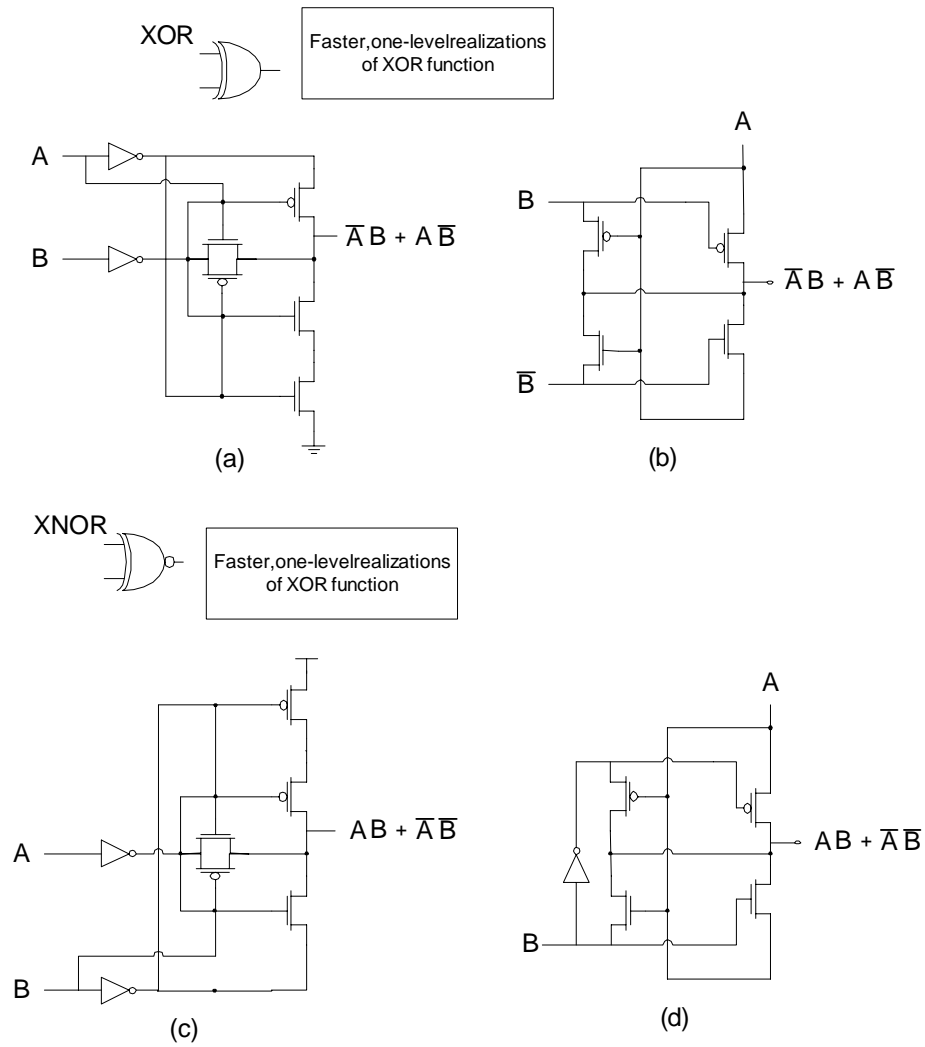 XOR
Faster,one-levelrealizations
of XOR function
A
B
A̅B + AB̅
(a)
A
B
B̅
A̅B + AB̅
(b)
XNOR
Faster,one-levelrealizations
of XOR function
A
B
AB + A̅B̅
(c)
A
B
AB + A̅B̅
(d)